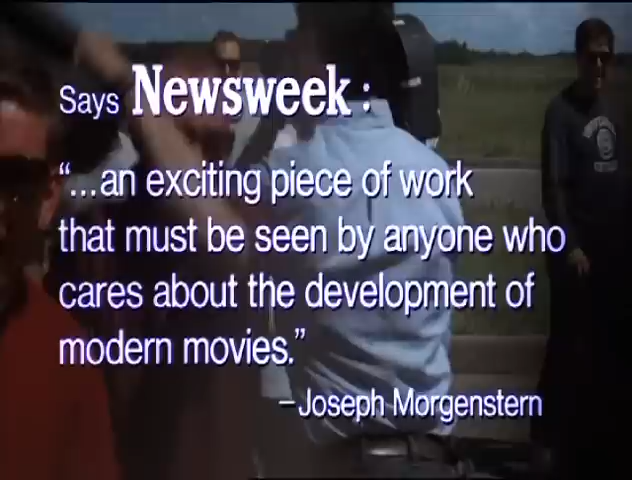 Says Newsweek:
“...an exciting piece of work
that must be seen by anyone who
cares about the development of
modern movies.”
–Joseph Morgenstern